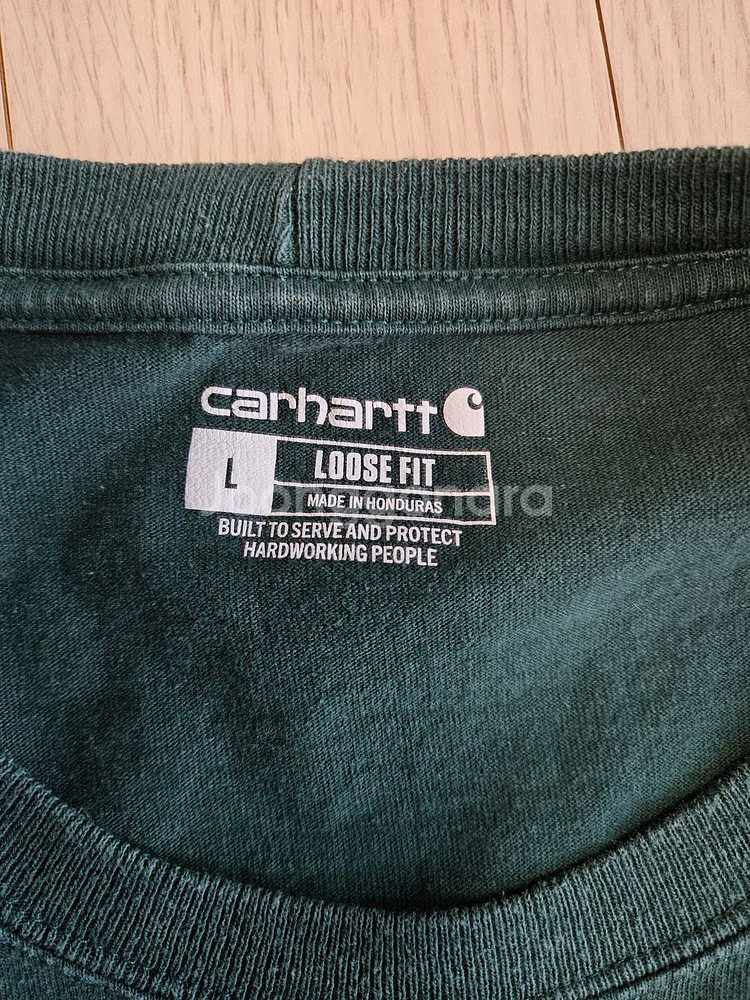 carhartt
L LOOSE FIT
MADE IN HONDURAS
BUILT TO SERVE AND PROTECT
HARDWORKING PEOPLE